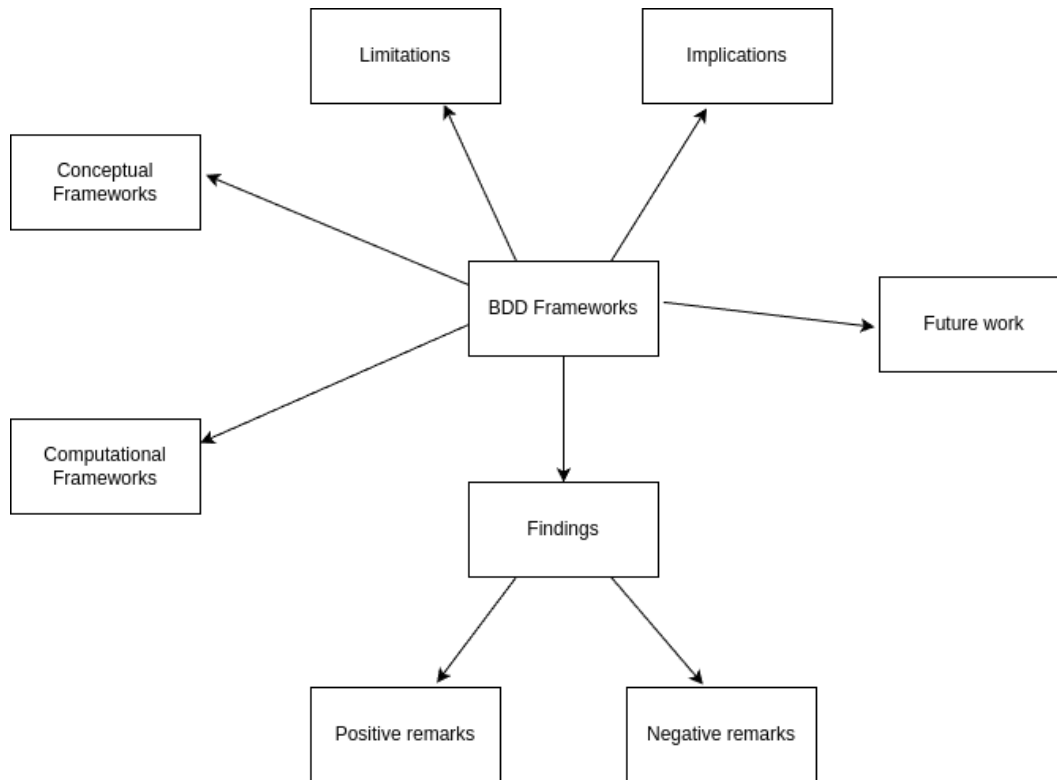 Limitations
Implications
Conceptual
Frameworks
BDD Frameworks
Future work
Computational
Frameworks
Findings
Positive remarks
Negative remarks